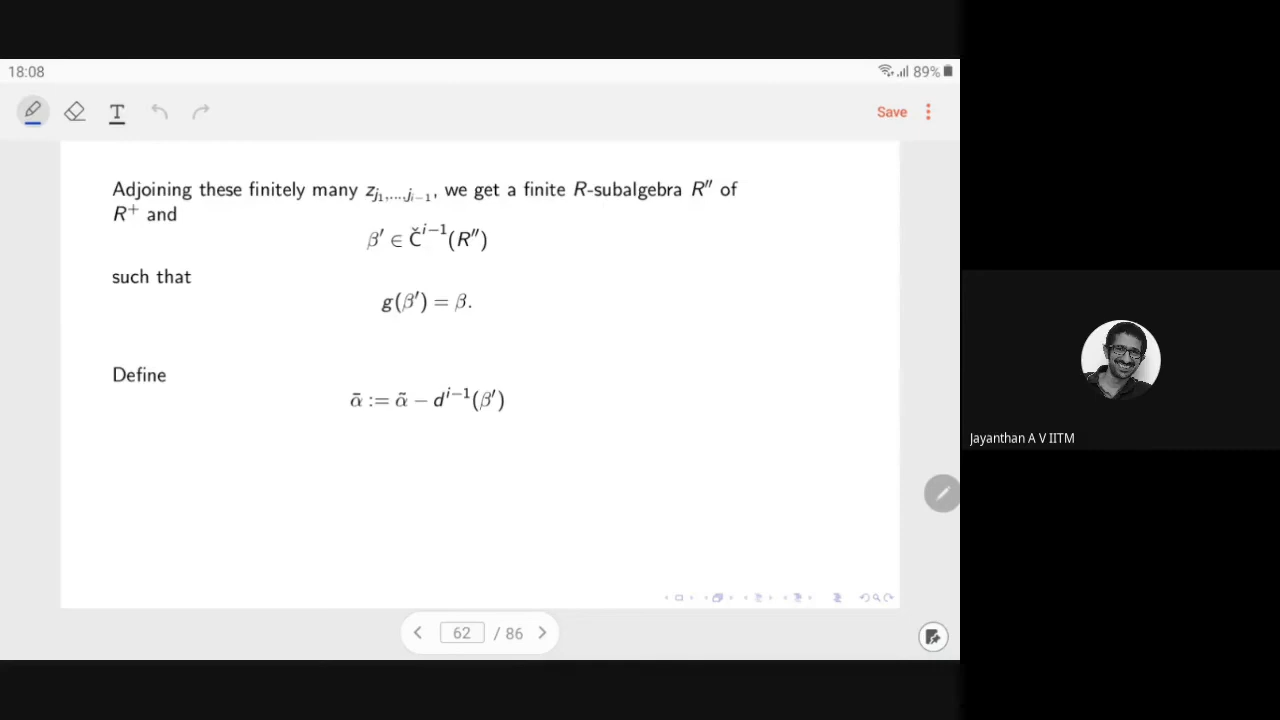 18:08
89%
T
Save
Adjoining these finitely many z_{j_1,...,j_{i−1}}, we get a finite R-subalgebra R″ of
R⁺ and
β′ ∈ Č^{i−1}(R″)
such that
g(β′) = β.
Define
ᾱ := α̃ − d^{i−1}(β′)
62 / 86
Jayanthan A V IITM